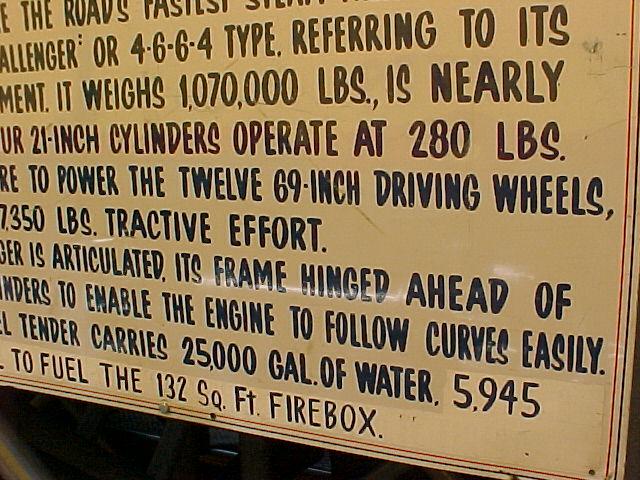 THE ROAD'S FASTEST STEAM
ALLENGER" OR 4-6-6-4 TYPE, REFERRING TO ITS
MENT. IT WEIGHS 1,070,000 LBS., IS NEARLY
UR 21-INCH CYLINDERS OPERATE AT 280 LBS.
RE TO POWER THE TWELVE 69-INCH DRIVING WHEELS,
7,350 LBS. TRACTIVE EFFORT.
GER IS ARTICULATED, ITS FRAME HINGED AHEAD OF
INDERS TO ENABLE THE ENGINE TO FOLLOW CURVES EASILY.
EL TENDER CARRIES 25,000 GAL. OF WATER, 5,945
TO FUEL THE 132 Sq. Ft. FIREBOX.